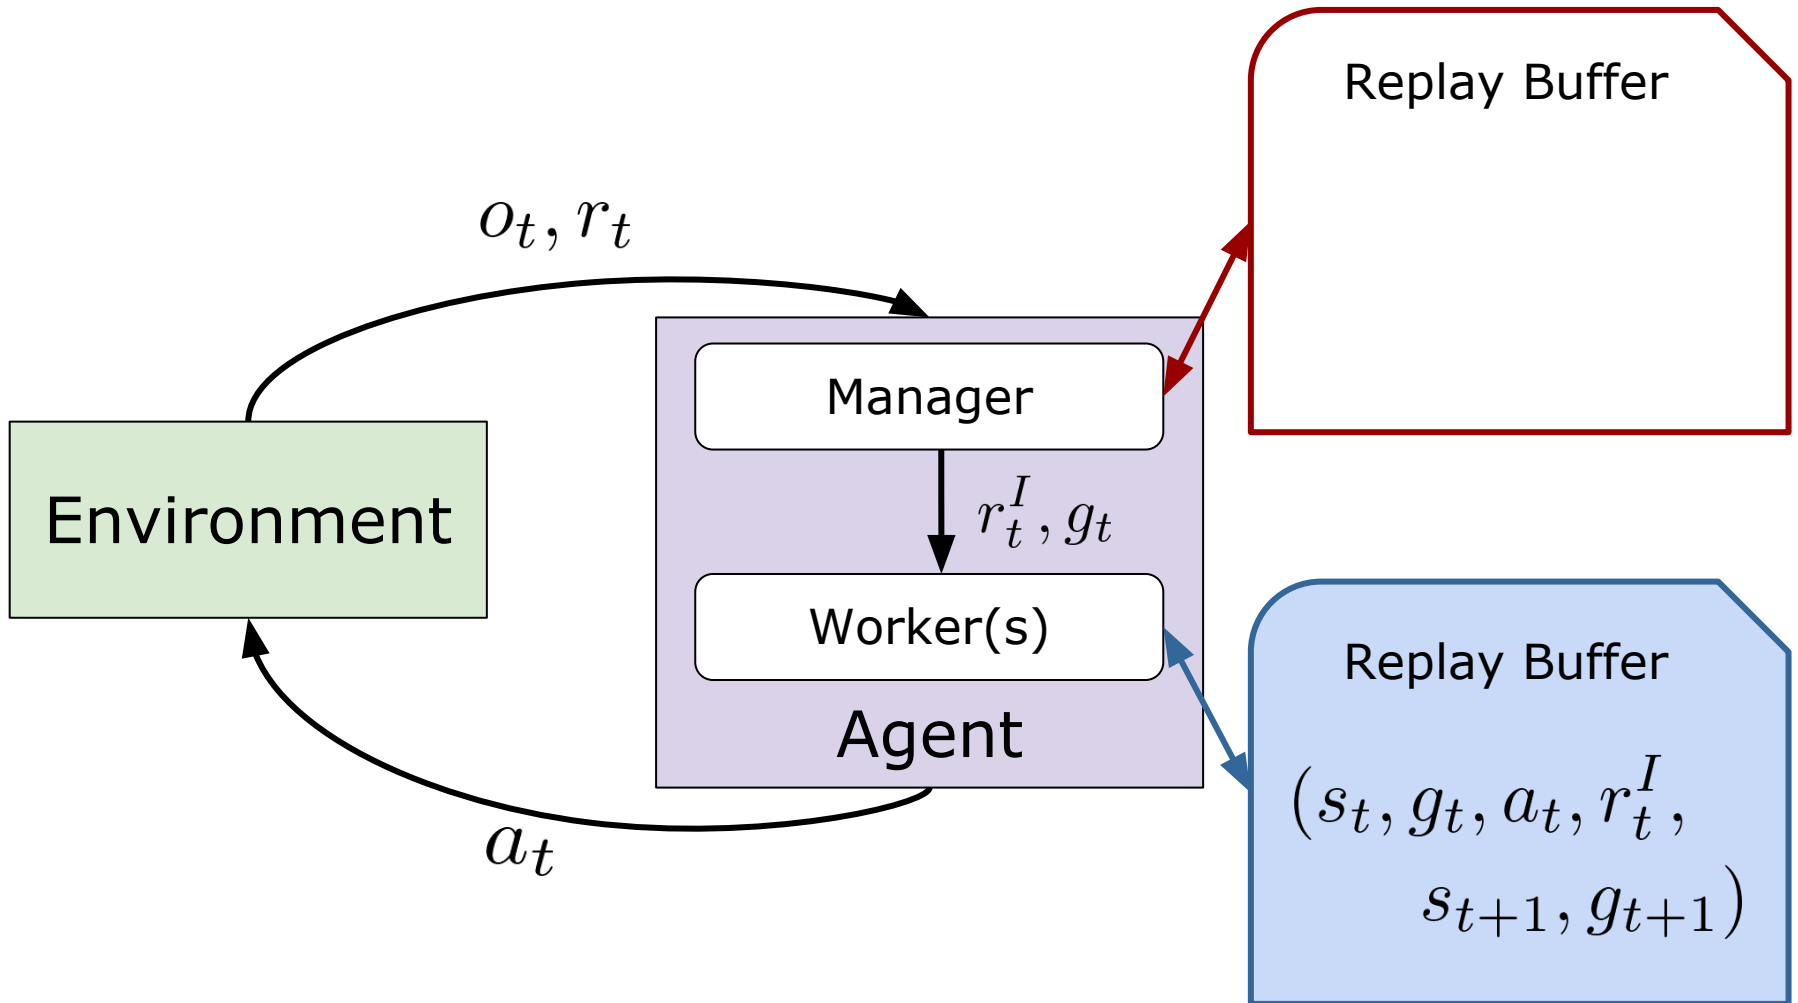 Replay Buffer
$o_t, r_t$
Manager
$r_t^I, g_t$
Environment
Worker(s)
Agent
$a_t$
Replay Buffer
$(s_t, g_t, a_t, r_t^I,$
$s_{t+1}, g_{t+1})$